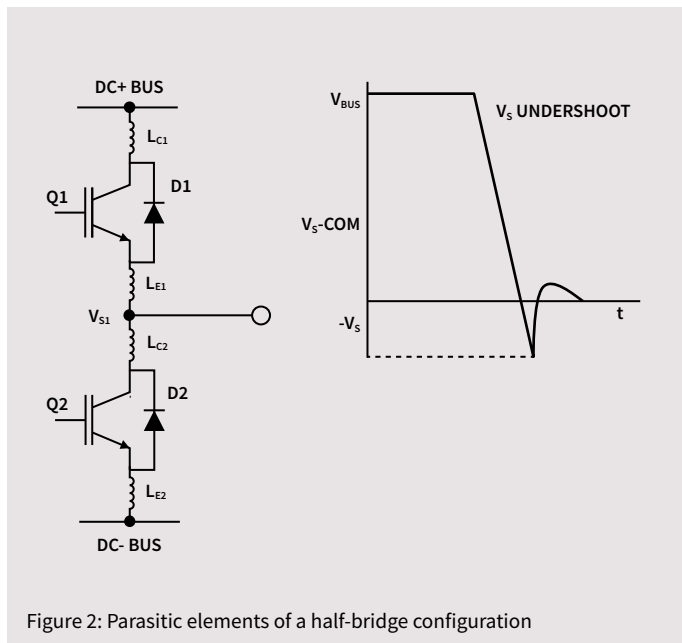 DC+ BUS
LC1
Q1
D1
LE1
VS1
LC2
Q2
D2
LE2
DC- BUS
VBUS
VS UNDERSHOOT
VS-COM
-VS
t
Figure 2: Parasitic elements of a half-bridge configuration